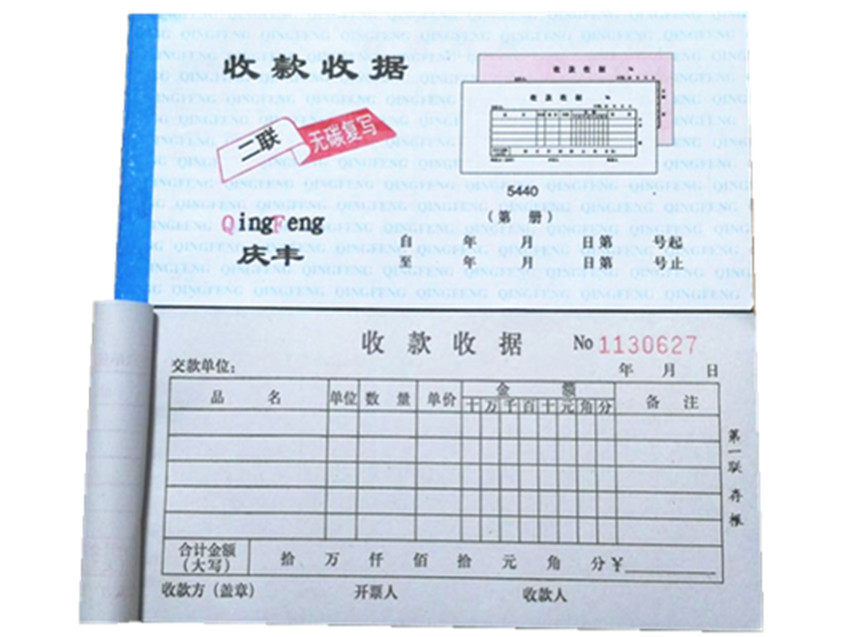 收款收据
二联
无碳复写
QingFeng
庆丰
收款收据
5440
（第 册）
自 年 月 日第 号起
至 年 月 日第 号止
收款收据 No 1130627
交款单位： 年 月 日
品名 单位 数量 单价 金额 备注
十万千百十元角分
第一联 存根
合计金额（大写） 拾 万 仟 佰 拾 元 角 分 ¥
收款方（盖章） 开票人 收款人